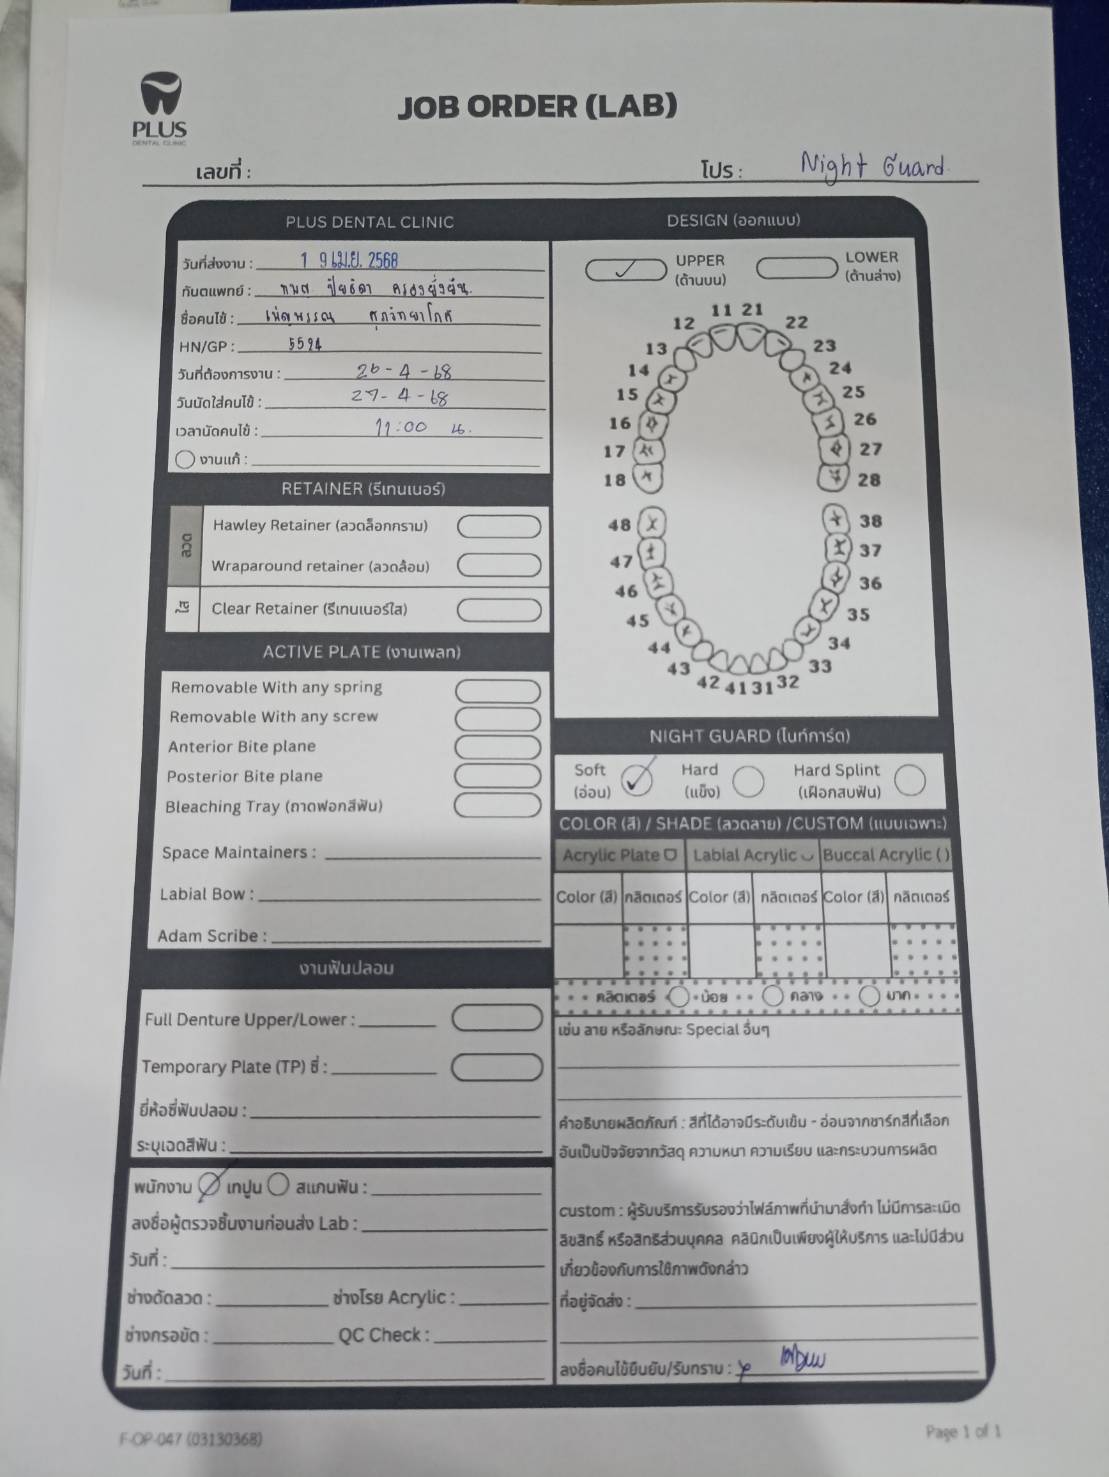 PLUS
DENTAL CLINIC
JOB ORDER (LAB)
เลขที่ :
โปร : Night Guard
PLUS DENTAL CLINIC
วันที่ส่งงาน : 19 เม.ย. 2568
ทันตแพทย์ : ทพต
ชื่อคนไข้ :
HN/GP : 5594
วันที่ต้องการงาน : 26-4-68
วันนัดใส่คนไข้ : 27-4-68
เวลานัดคนไข้ : 11:00 น.
งานแก้ :
RETAINER (รีเทนเนอร์)
ลวด
Hawley Retainer (ลวดล็อกกราม)
Wraparound retainer (ลวดล้อม)
ใส
Clear Retainer (รีเทนเนอร์ใส)
ACTIVE PLATE (งานเพลท)
Removable With any spring
Removable With any screw
Anterior Bite plane
Posterior Bite plane
Bleaching Tray (ถาดฟอกสีฟัน)
Space Maintainers :
Labial Bow :
Adam Scribe :
งานฟันปลอม
Full Denture Upper/Lower :
Temporary Plate (TP) ซี่ :
ยี่ห้อซี่ฟันปลอม :
ระบุเฉดสีฟัน :
พิมพ์งาน เทปูน สแกนฟัน :
ลงชื่อผู้ตรวจชิ้นงานก่อนส่ง Lab :
วันที่ :
ช่างดัดลวด : ช่างโรย Acrylic :
ช่างกรอขัด : QC Check :
วันที่ :
DESIGN (ออกแบบ)
UPPER (ด้านบน)
LOWER (ด้านล่าง)
11 21
12 22
13 23
14 24
15 25
16 26
17 27
18 28
48 38
47 37
46 36
45 35
44 34
43 33
42 41 31 32
NIGHT GUARD (ไนท์การ์ด)
Soft (อ่อน)
Hard (แข็ง)
Hard Splint (เฝือกสบฟัน)
COLOR (สี) / SHADE (ลวดลาย) /CUSTOM (แบบเฉพาะ)
Acrylic Plate Labial Acrylic Buccal Acrylic ( )
Color (สี) กลิตเตอร์ Color (สี) กลิตเตอร์ Color (สี) กลิตเตอร์
กลิตเตอร์ น้อย กลาง มาก
เช่น ลาย หรือลักษณะ Special อื่นๆ
คำอธิบายผลิตภัณฑ์ : สีที่ได้อาจมีระดับเข้ม - อ่อนจากชาร์ทสีที่เลือก
อันเป็นปัจจัยจากวัสดุ ความหนา ความเรียบ และกระบวนการผลิต
custom : ผู้รับบริการรับรองว่าไฟล์ภาพที่นำมาสั่งทำ ไม่มีการละเมิด
ลิขสิทธิ์ หรือสิทธิส่วนบุคคล คลินิกเป็นเพียงผู้ให้บริการ และไม่มีส่วน
เกี่ยวข้องกับการใช้ภาพดังกล่าว
ที่อยู่จัดส่ง :
ลงชื่อคนไข้ยืนยัน/รับทราบ :
F-OP-047 (03130368)
Page 1 of 1